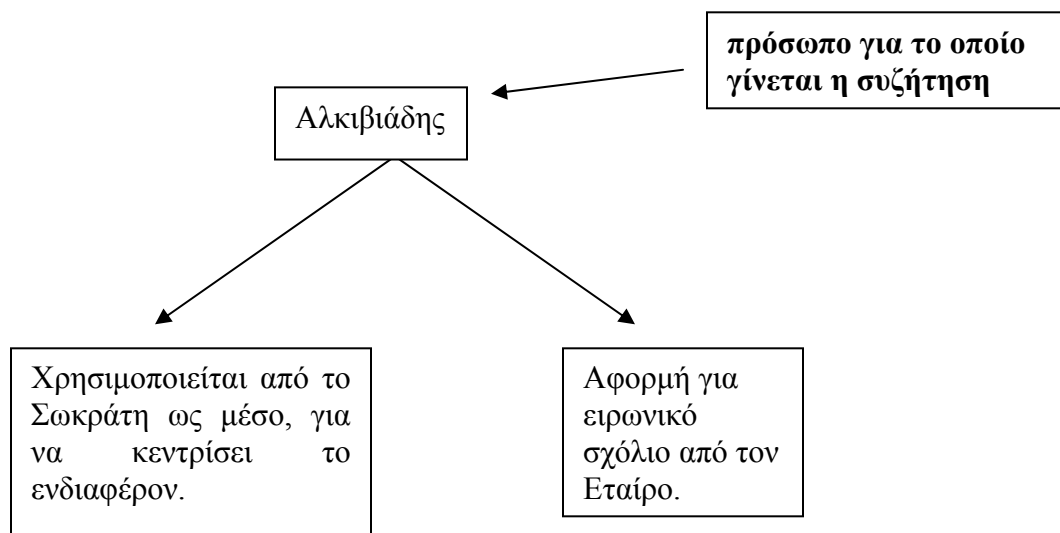 πρόσωπο για το οποίο
γίνεται η συζήτηση
Αλκιβιάδης
Χρησιμοποιείται από το
Σωκράτη ως μέσο, για
να κεντρίσει το
ενδιαφέρον.
Αφορμή για
ειρωνικό
σχόλιο από τον
Εταίρο.